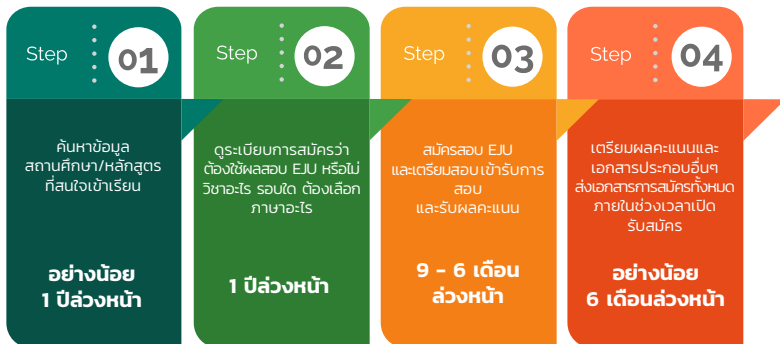 Step 01
ค้นหาข้อมูล
สถานศึกษา/หลักสูตร
ที่สนใจเข้าเรียน
อย่างน้อย
1 ปีล่วงหน้า
Step 02
ดูระเบียบการสมัครว่า
ต้องใช้ผลสอบ EJU หรือไม่
วิชาอะไร รอบใด ต้องเลือก
ภาษาอะไร
1 ปีล่วงหน้า
Step 03
สมัครสอบ EJU
และเตรียมสอบเข้ารับการ
สอบ
และรับผลคะแนน
9 - 6 เดือน
ล่วงหน้า
Step 04
เตรียมผลคะแนนและ
เอกสารประกอบอื่นๆ
ส่งเอกสารการสมัครทั้งหมด
ภายในช่วงเวลาเปิด
รับสมัคร
อย่างน้อย
6 เดือนล่วงหน้า